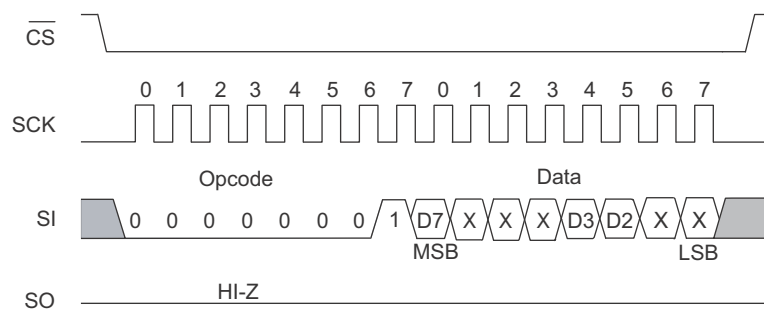 CS
0 1 2 3 4 5 6 7 0 1 2 3 4 5 6 7
SCK
Opcode Data
SI 0 0 0 0 0 0 0 1 D7 X X X D3 D2 X X
MSB LSB
HI-Z
SO